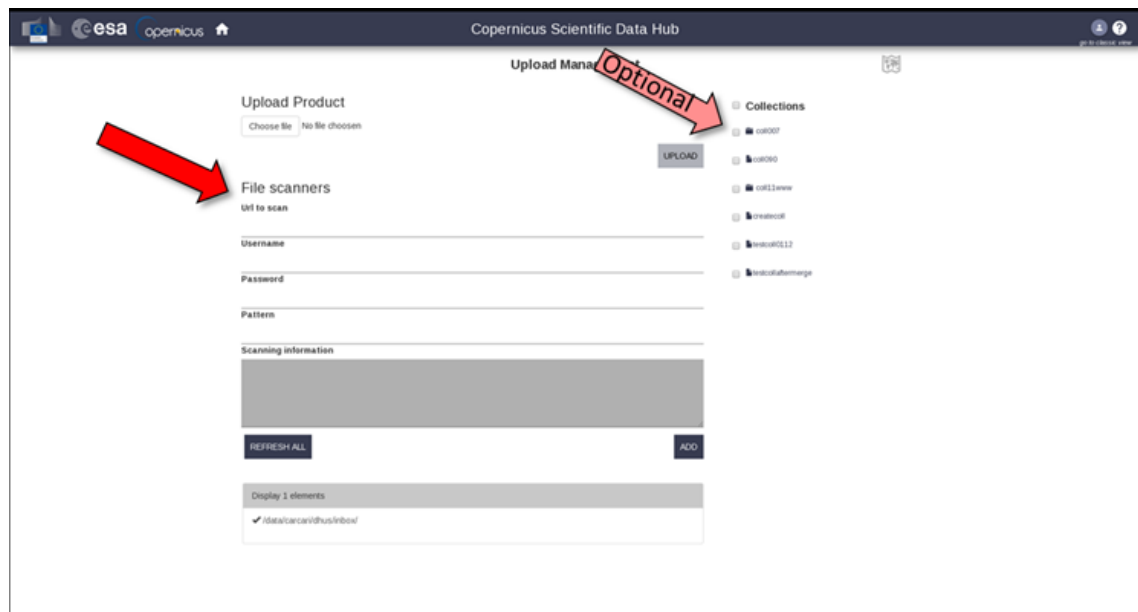 esa opernicus Copernicus Scientific Data Hub ?
go to classic view
Upload Mana
Optional
Upload Product
Choose file No file choosen
UPLOAD
File scanners
Url to scan
Username
Password
Pattern
Scanning information
REFRESH ALL ADD
Display 1 elements
✔ /data/carcari/dhus/inbox/
Collections
coll007
coll090
coll11www
createcoll
testcoll0112
testcollaftermerge